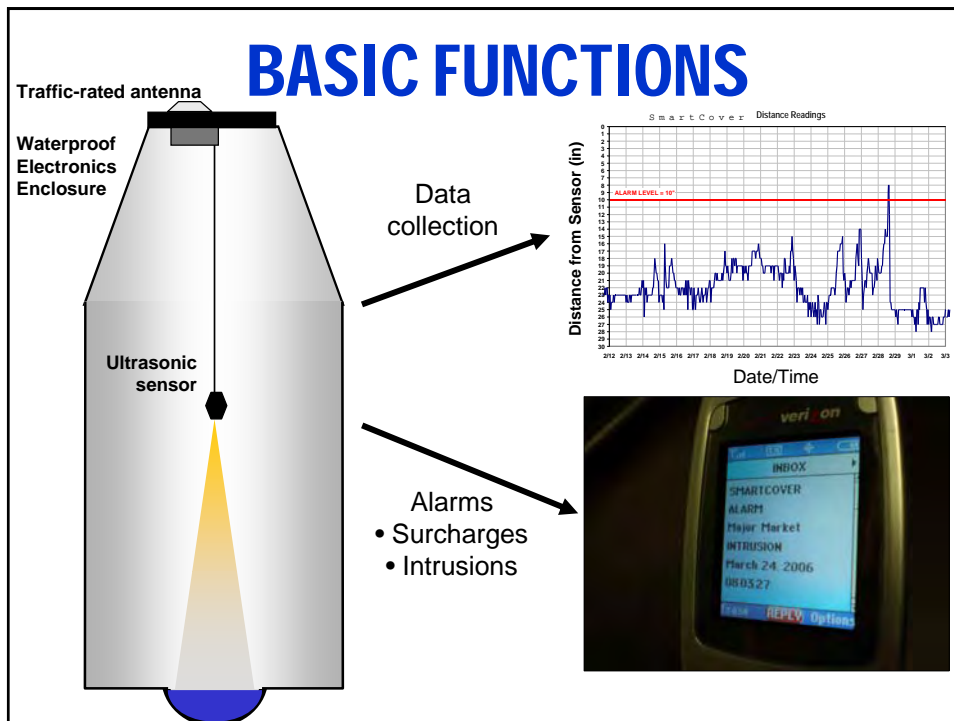 BASIC FUNCTIONS
Traffic-rated antenna
Waterproof
Electronics
Enclosure
Ultrasonic
sensor
Data
collection
Alarms
• Surcharges
• Intrusions
SmartCover Distance Readings
Distance from Sensor (in)
0
1
2
3
4
5
6
7
8
9
10
11
12
13
14
15
16
17
18
19
20
21
22
23
24
25
26
27
28
29
30
ALARM LEVEL = 10"
2/12 2/13 2/14 2/15 2/16 2/17 2/18 2/19 2/20 2/21 2/22 2/23 2/24 2/25 2/26 2/27 2/28 2/29 3/1 3/2 3/3
Date/Time
verizon
INBOX
SMARTCOVER
ALARM
Major Market
INTRUSION
March 24, 2006
08:03:27
Erase REPLY Options